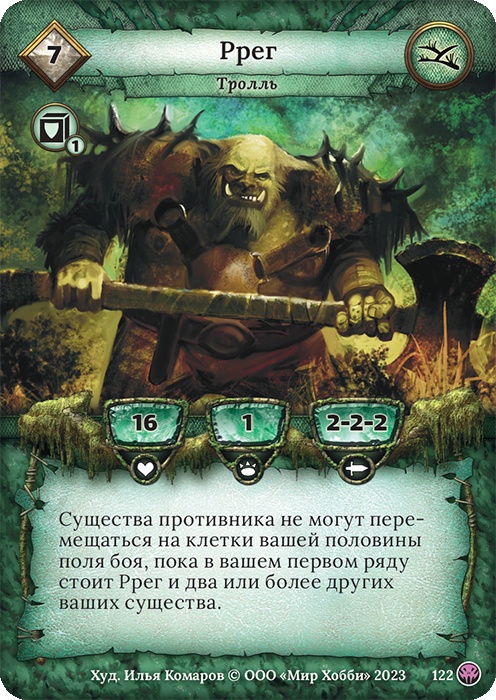 7
Ррег
Тролль
1
16
1
2-2-2
Существа противника не могут пере-
мещаться на клетки вашей половины
поля боя, пока в вашем первом ряду
стоит Ррег и два или более других
ваших существа.
Худ. Илья Комаров © ООО «Мир Хобби» 2023
122